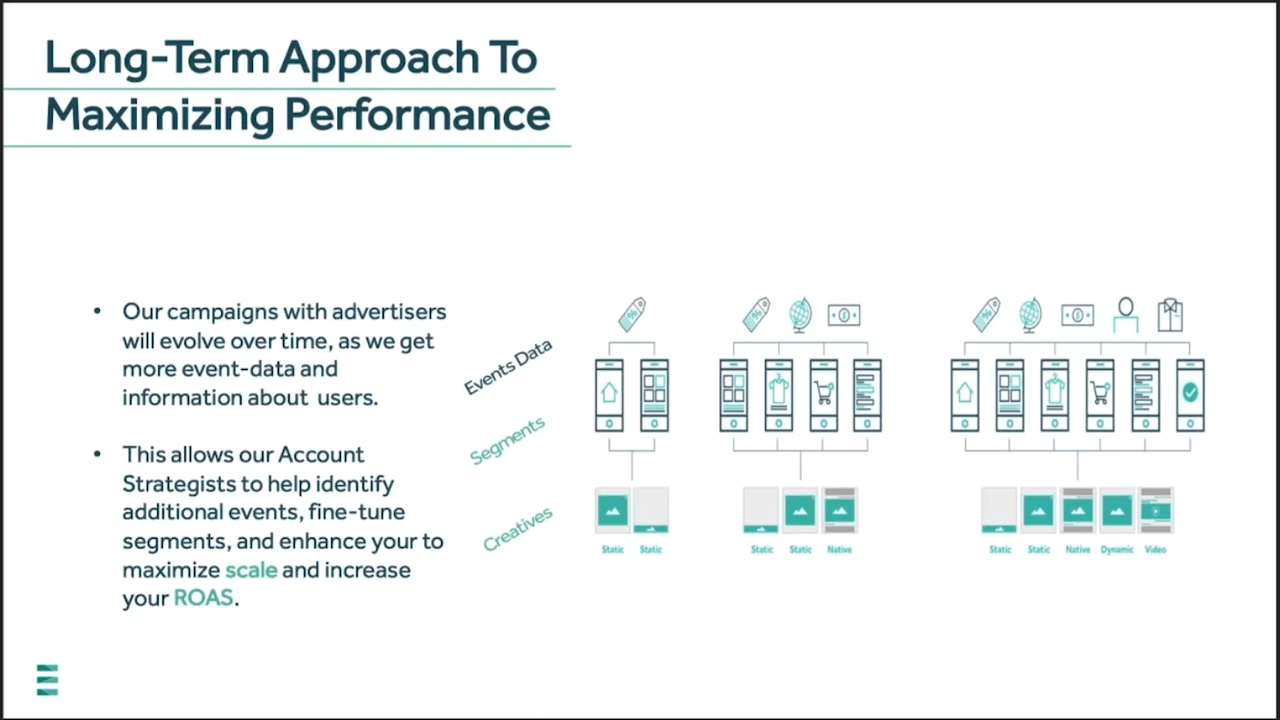 Long-Term Approach To
Maximizing Performance
• Our campaigns with advertisers
will evolve over time, as we get
more event-data and
information about users.
• This allows our Account
Strategists to help identify
additional events, fine-tune
segments, and enhance your to
maximize scale and increase
your ROAS.
Events Data
Segments
Creatives
Static Static
Static Static Native
Static Static Native Dynamic Video